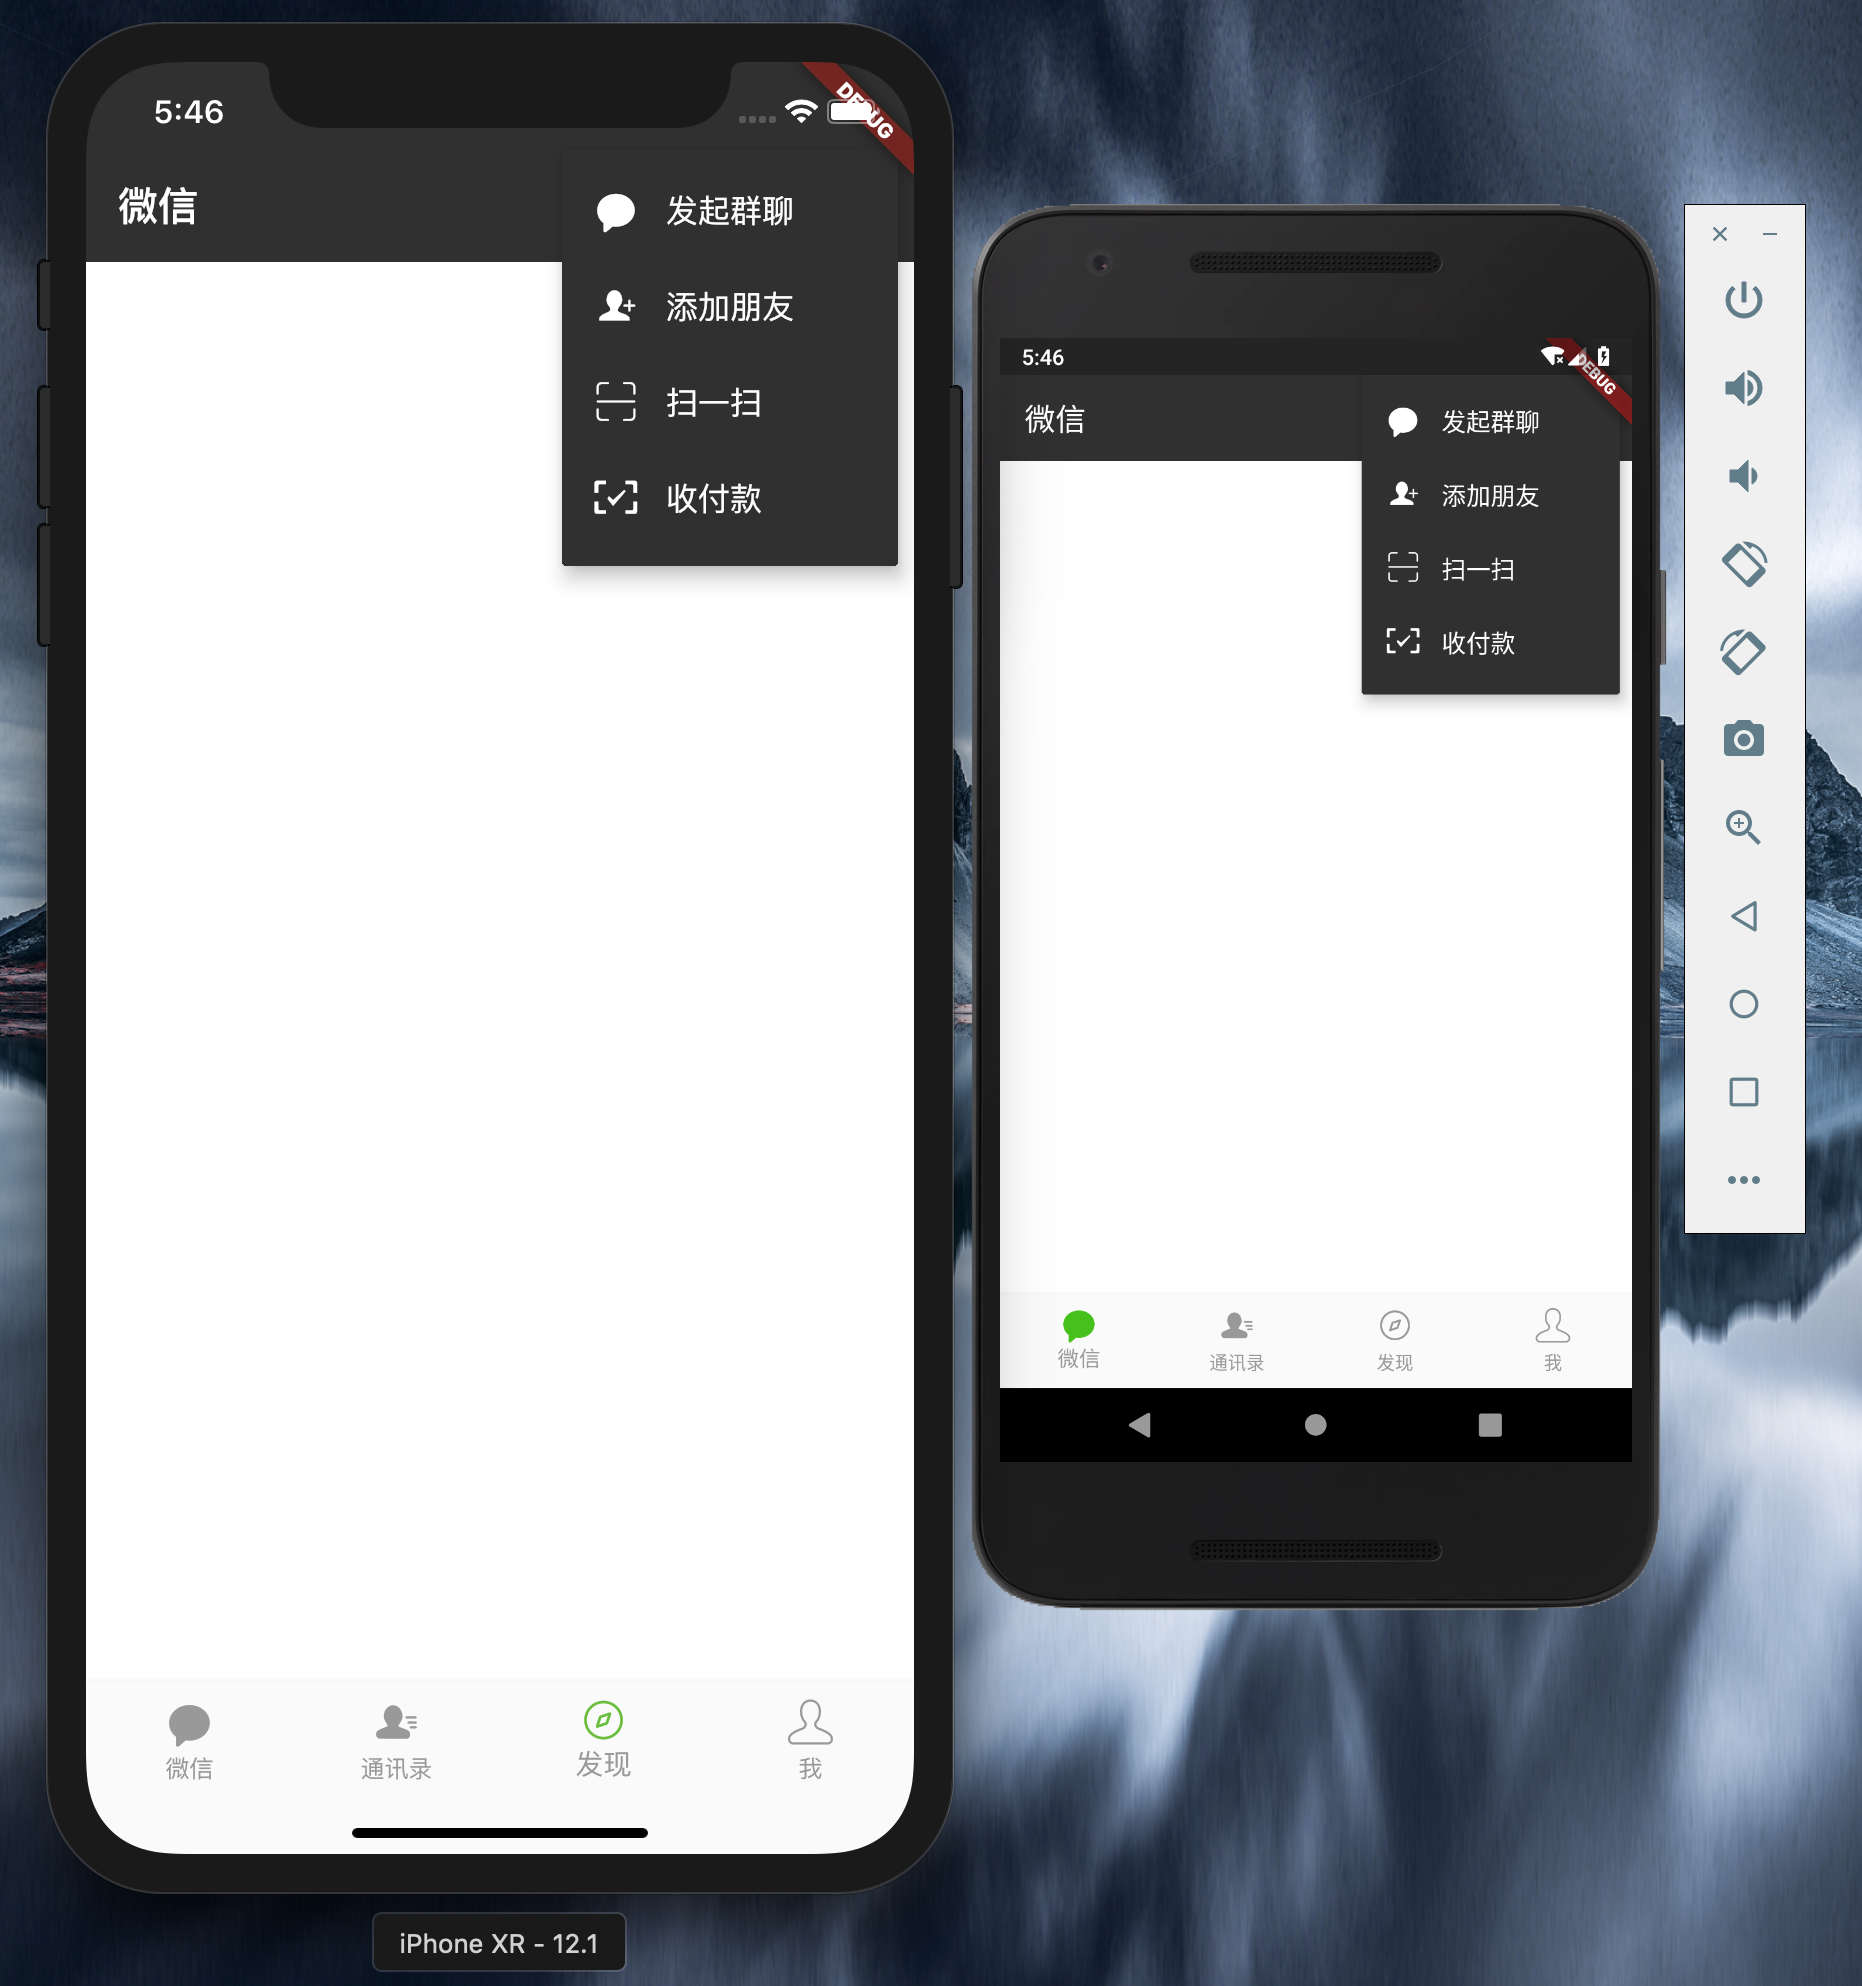 5:46
DEBUG
微信
发起群聊
添加朋友
扫一扫
收付款
微信
通讯录
发现
我
iPhone XR - 12.1
5:46
DEBUG
微信
发起群聊
添加朋友
扫一扫
收付款
微信
通讯录
发现
我